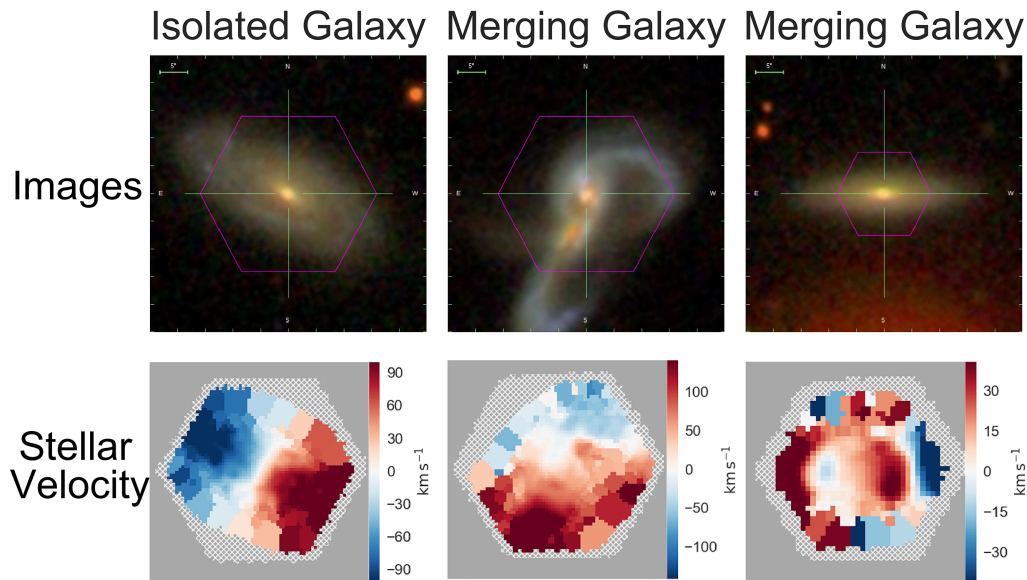 Isolated Galaxy Merging Galaxy Merging Galaxy
Images
5" N E W S
5" N E W S
5" N E W S
Stellar
Velocity
90
60
30
0
−30
−60
−90
km s⁻¹
100
50
0
−50
−100
km s⁻¹
30
15
0
−15
−30
km s⁻¹